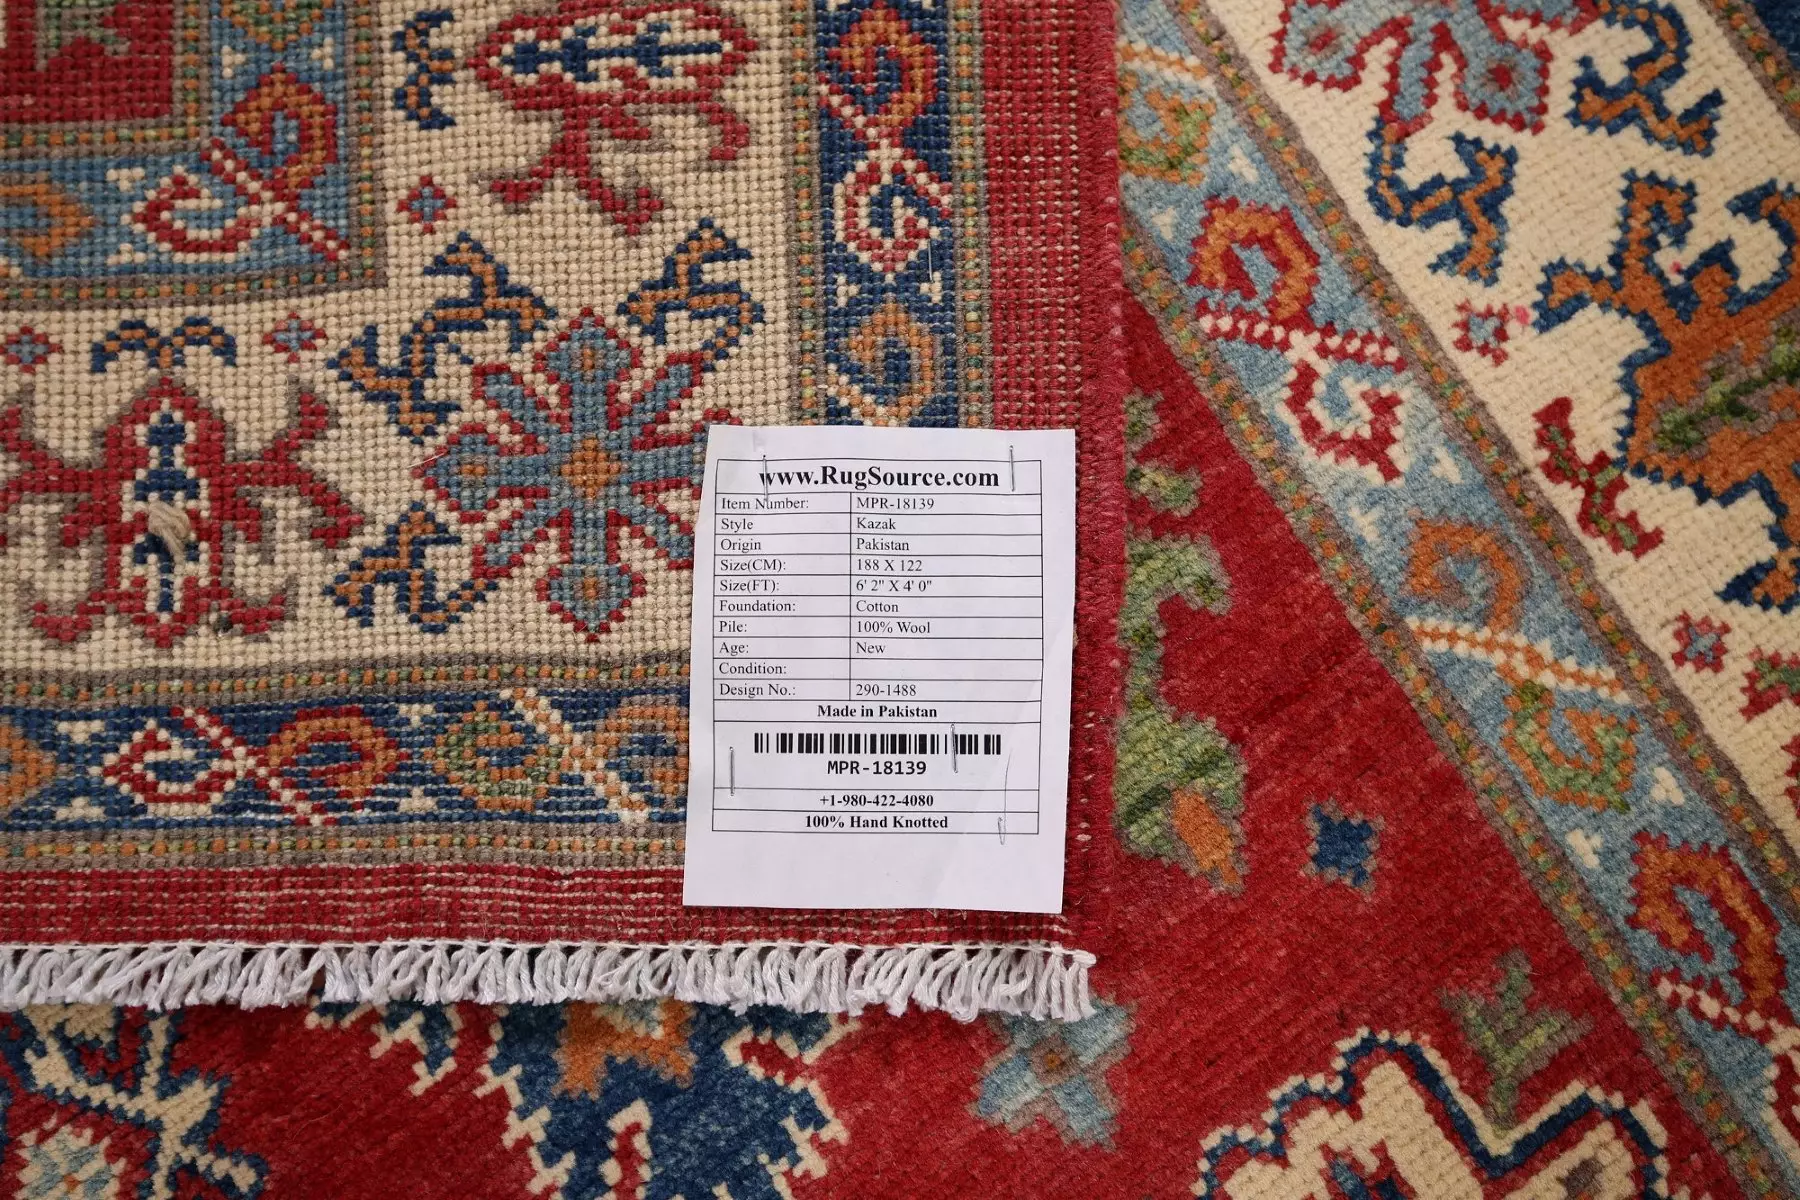 www.RugSource.com
Item Number: MPR-18139
Style Kazak
Origin Pakistan
Size(CM): 188 X 122
Size(FT): 6' 2" X 4' 0"
Foundation: Cotton
Pile: 100% Wool
Age: New
Condition:
Design No.: 290-1488
Made in Pakistan
MPR-18139
+1-980-422-4080
100% Hand Knotted